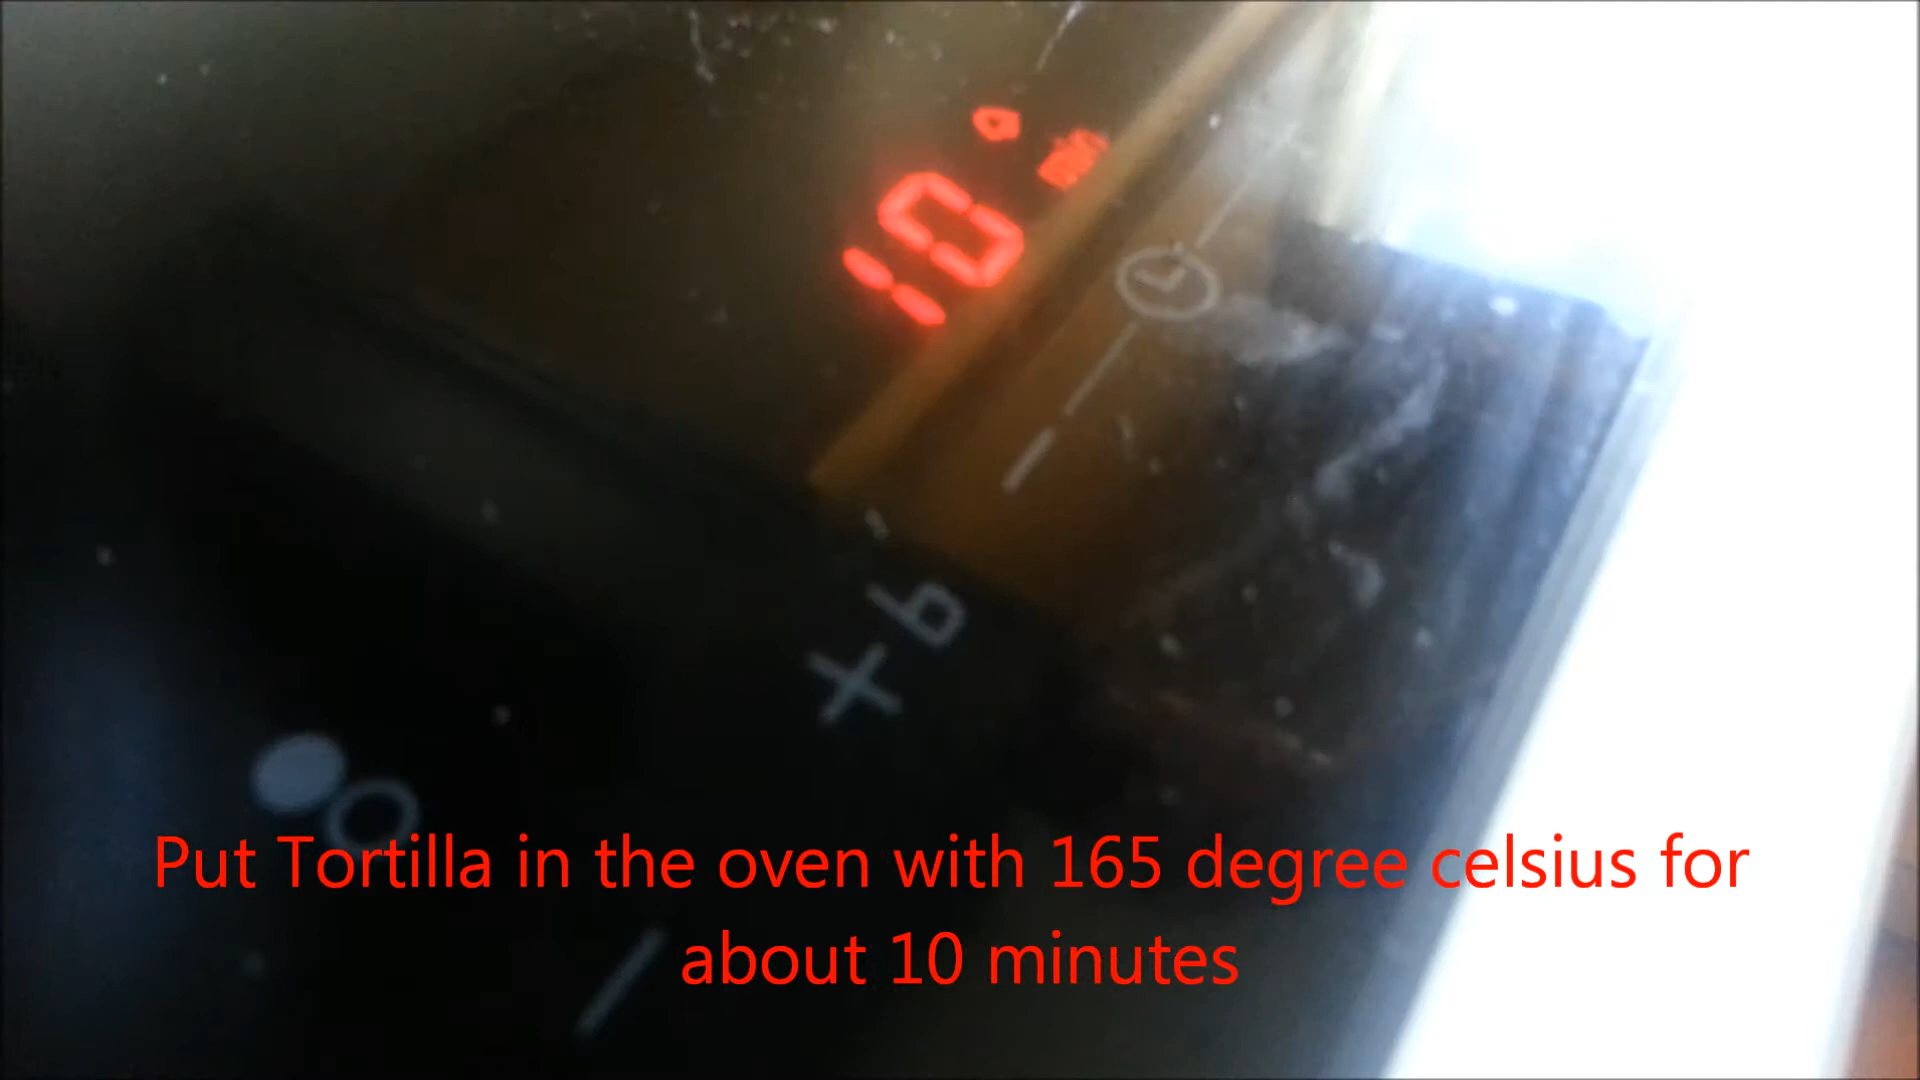 10
min
b
Put Tortilla in the oven with 165 degree celsius for
about 10 minutes